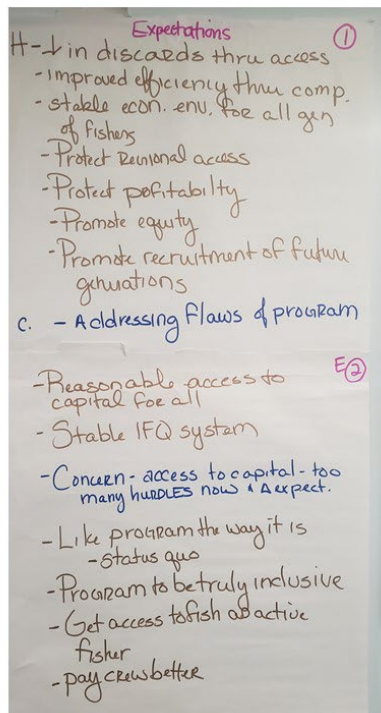 Expectations ①
H-↓ in discards thru access
- improved efficiency thru comp.
- stable econ. env. for all gen
of fishers
- Protect Regional access
- Protect pofitabilty
- Promote equity
- Promote recruitment of future
generations
C. - Addressing flaws of program
E②
- Reasonable access to
capital for all
- Stable IFQ system
- Concern - access to capital - too
many hurdles now & Δ expect.
- Like program the way it is
- status quo
- Program to be truly inclusive
- Get access to fish as active
fisher
- pay crew better